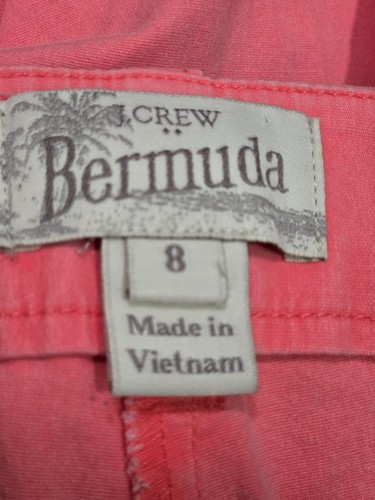 J.CREW
Bermuda
8
Made in
Vietnam